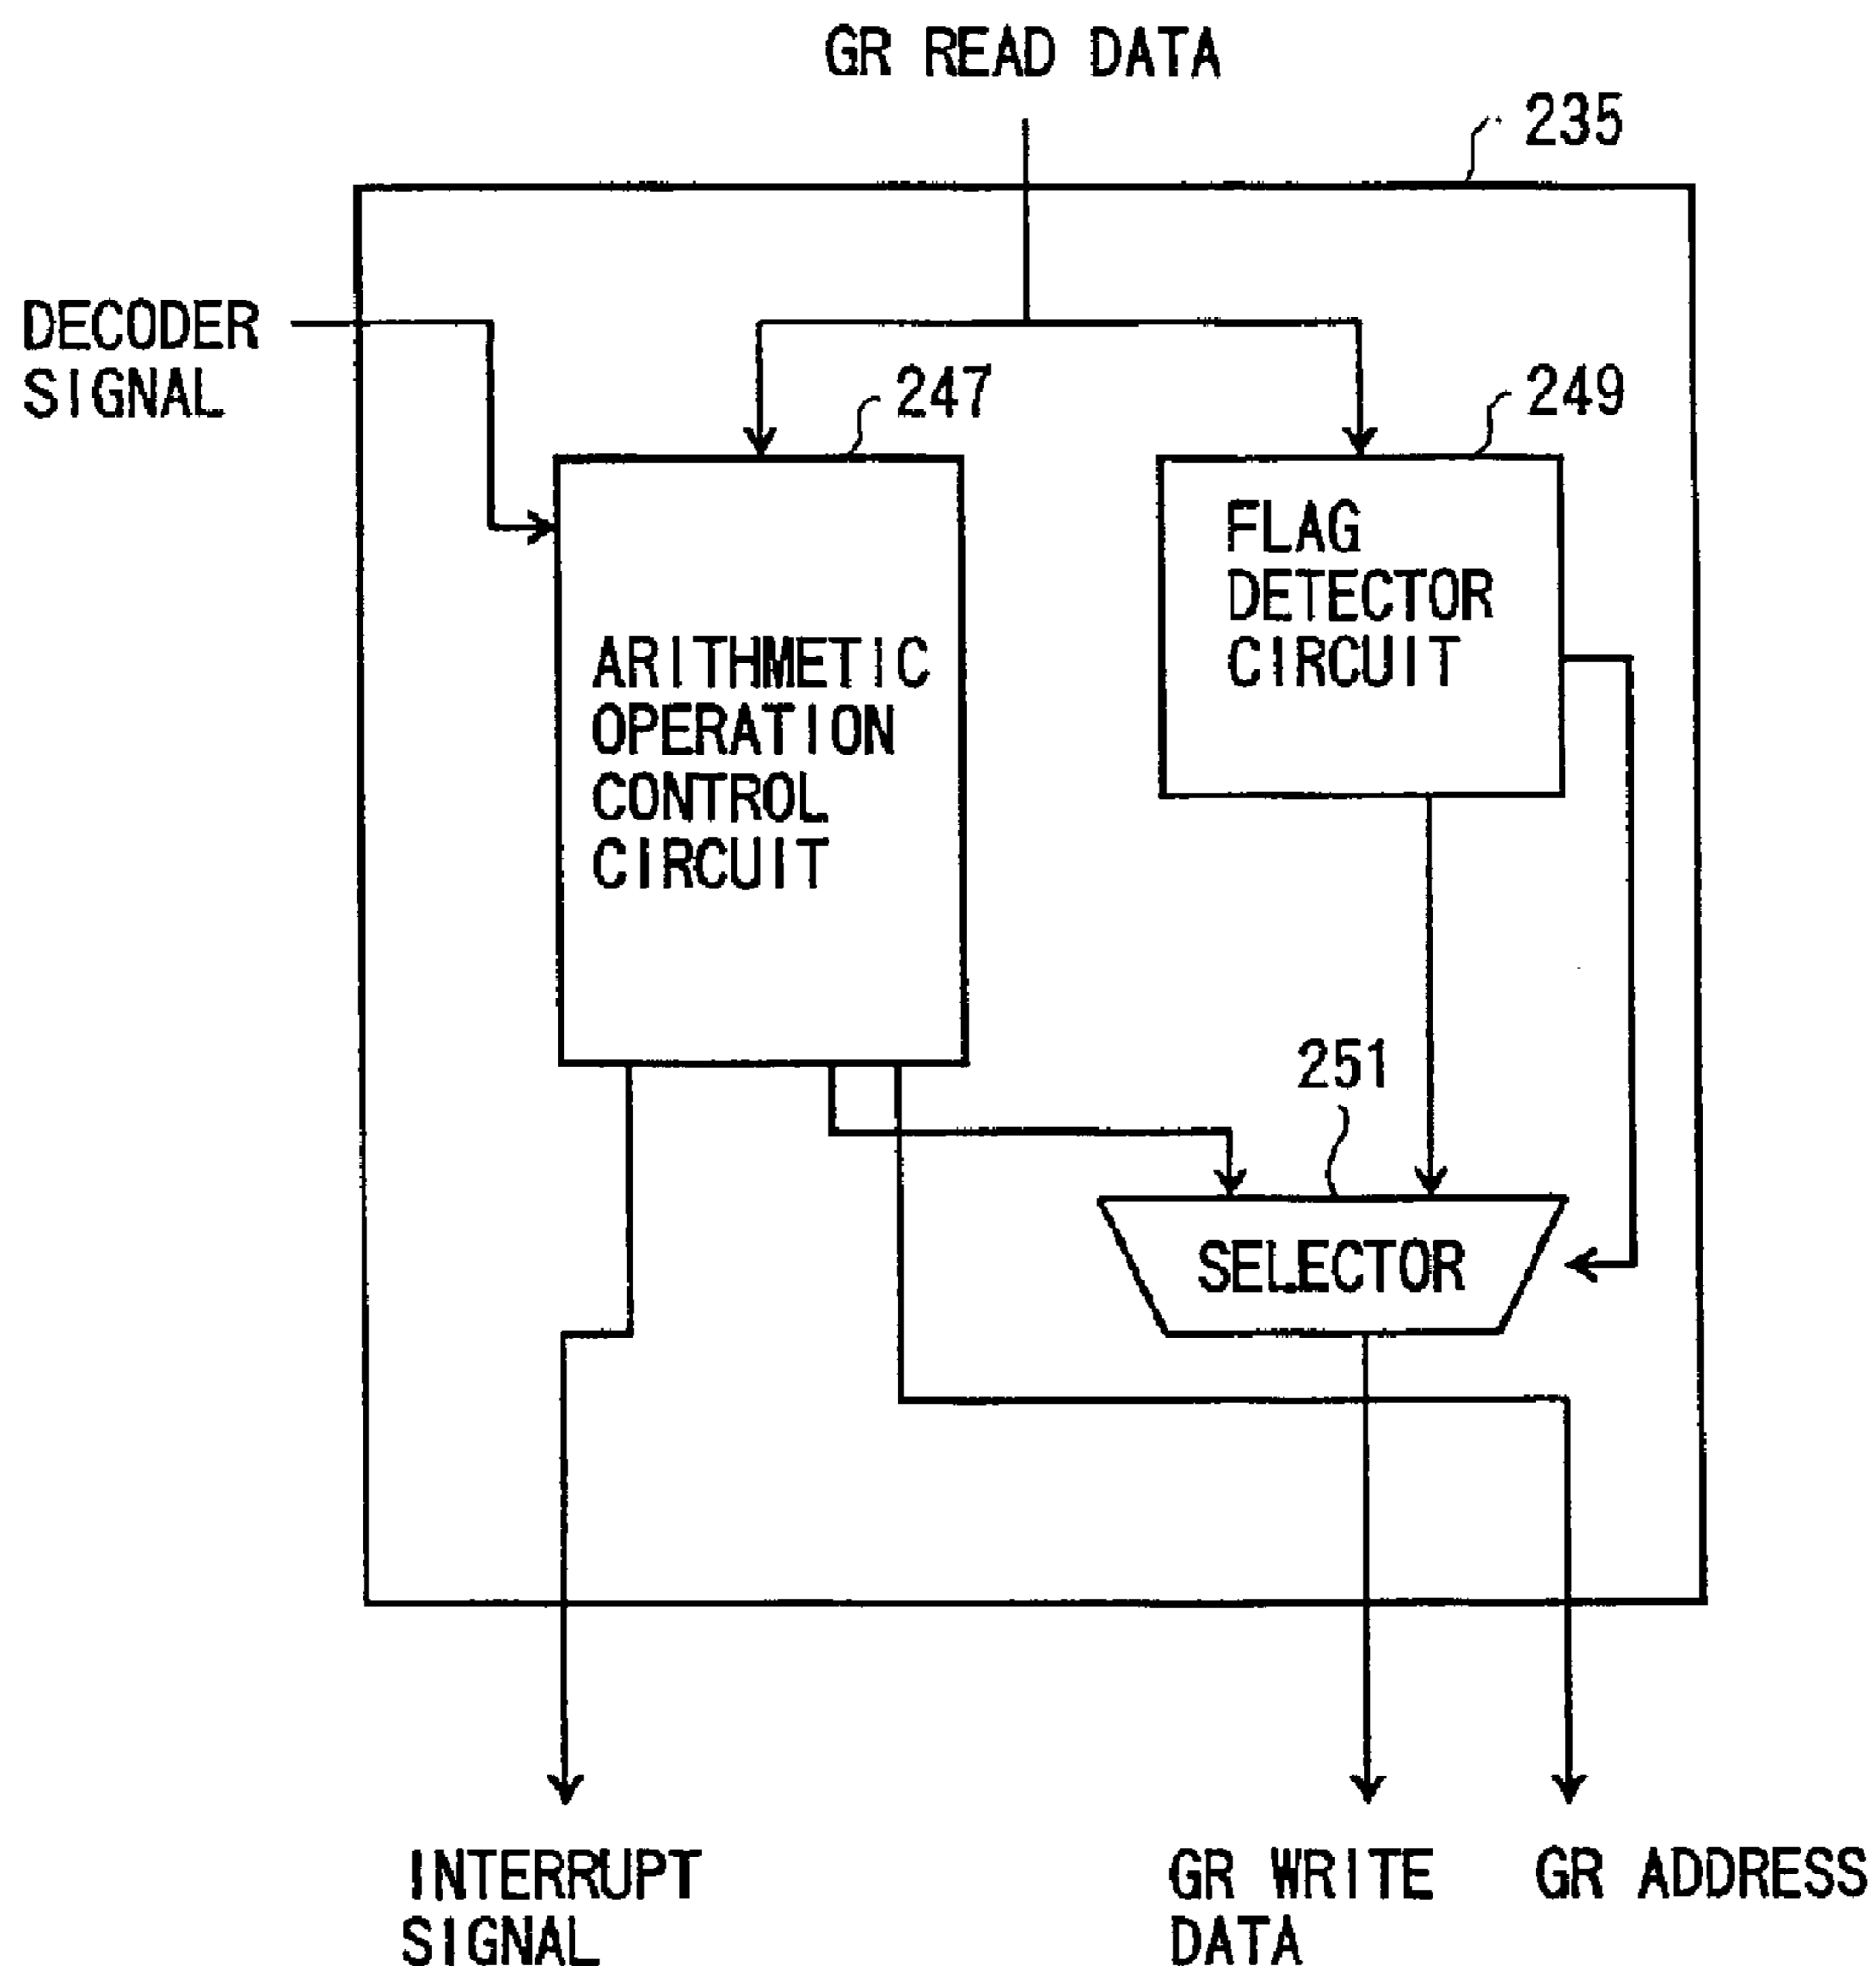 GR READ DATA
235
DECODER
SIGNAL
247
249
ARITHMETIC
OPERATION
CONTROL
CIRCUIT
FLAG
DETECTOR
CIRCUIT
251
SELECTOR
INTERRUPT
SIGNAL
GR WRITE
DATA
GR ADDRESS